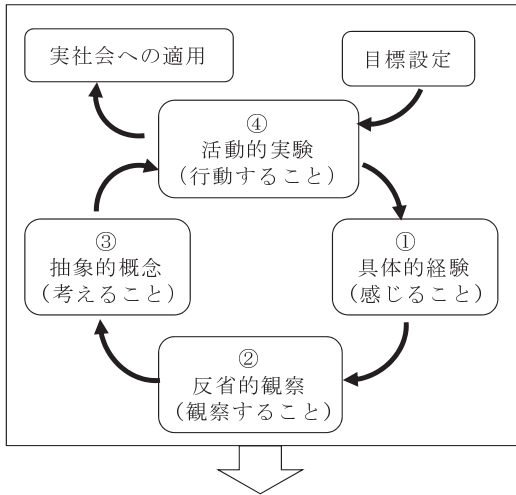 実社会への適用
目標設定
④
活動的実験
(行動すること)
③
抽象的概念
(考えること)
①
具体的経験
(感じること)
②
反省的観察
(観察すること)